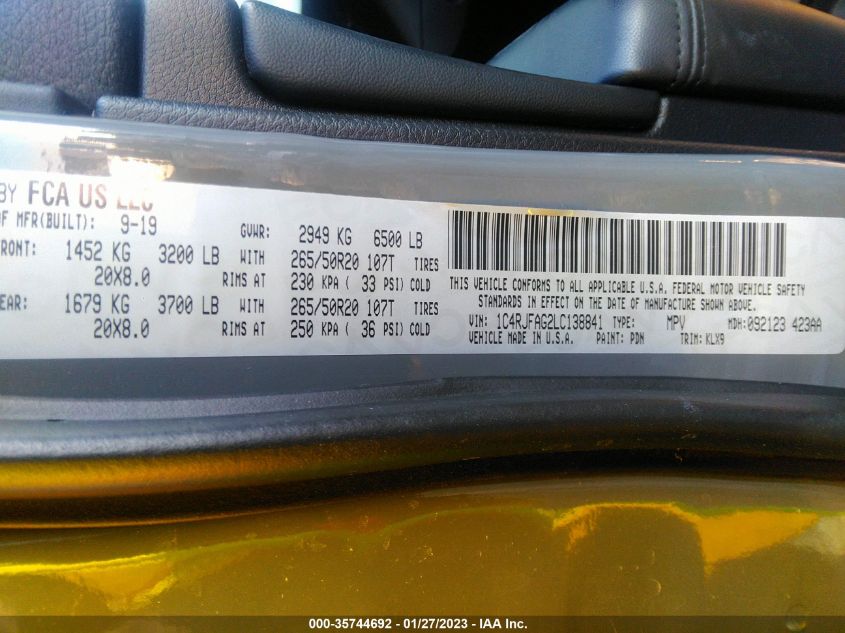 BY FCA US LLC
OF MFR(BUILT): 9-19 GVWR: 2949 KG 6500 LB
FRONT: 1452 KG 3200 LB WITH 265/50R20 107T TIRES
20X8.0 RIMS AT 230 KPA ( 33 PSI) COLD
EAR: 1679 KG 3700 LB WITH 265/50R20 107T TIRES
20X8.0 RIMS AT 250 KPA ( 36 PSI) COLD
THIS VEHICLE CONFORMS TO ALL APPLICABLE U.S.A. FEDERAL MOTOR VEHICLE SAFETY
STANDARDS IN EFFECT ON THE DATE OF MANUFACTURE SHOWN ABOVE.
VIN: 1C4RJFAG2LC138841 TYPE: MPV MDH:092123 423AA
VEHICLE MADE IN U.S.A. PAINT: PDN TRIM: KLX9
000-35744692 - 01/27/2023 - IAA Inc.